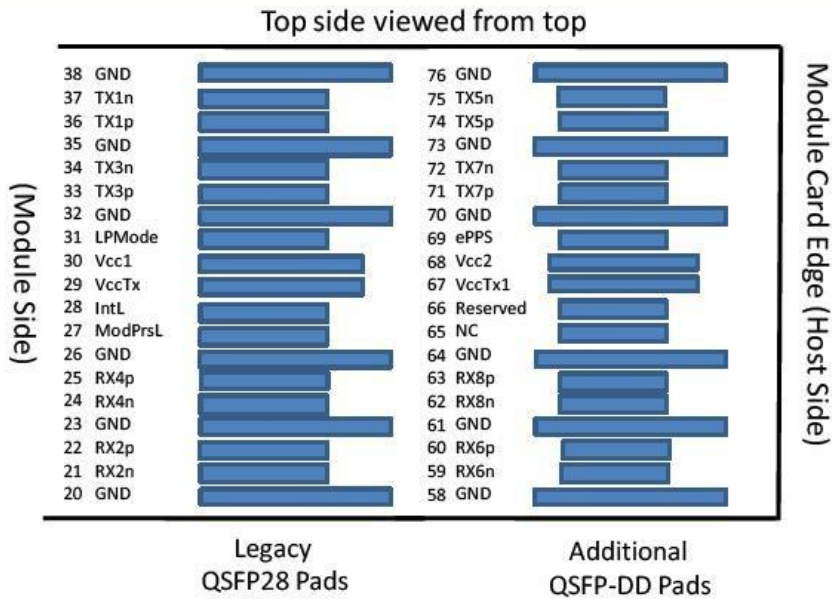 Top side viewed from top
(Module Side)
38 GND
37 TX1n
36 TX1p
35 GND
34 TX3n
33 TX3p
32 GND
31 LPMode
30 Vcc1
29 VccTx
28 IntL
27 ModPrsL
26 GND
25 RX4p
24 RX4n
23 GND
22 RX2p
21 RX2n
20 GND
76 GND
75 TX5n
74 TX5p
73 GND
72 TX7n
71 TX7p
70 GND
69 ePPS
68 Vcc2
67 VccTx1
66 Reserved
65 NC
64 GND
63 RX8p
62 RX8n
61 GND
60 RX6p
59 RX6n
58 GND
Module Card Edge (Host Side)
Legacy
QSFP28 Pads
Additional
QSFP-DD Pads